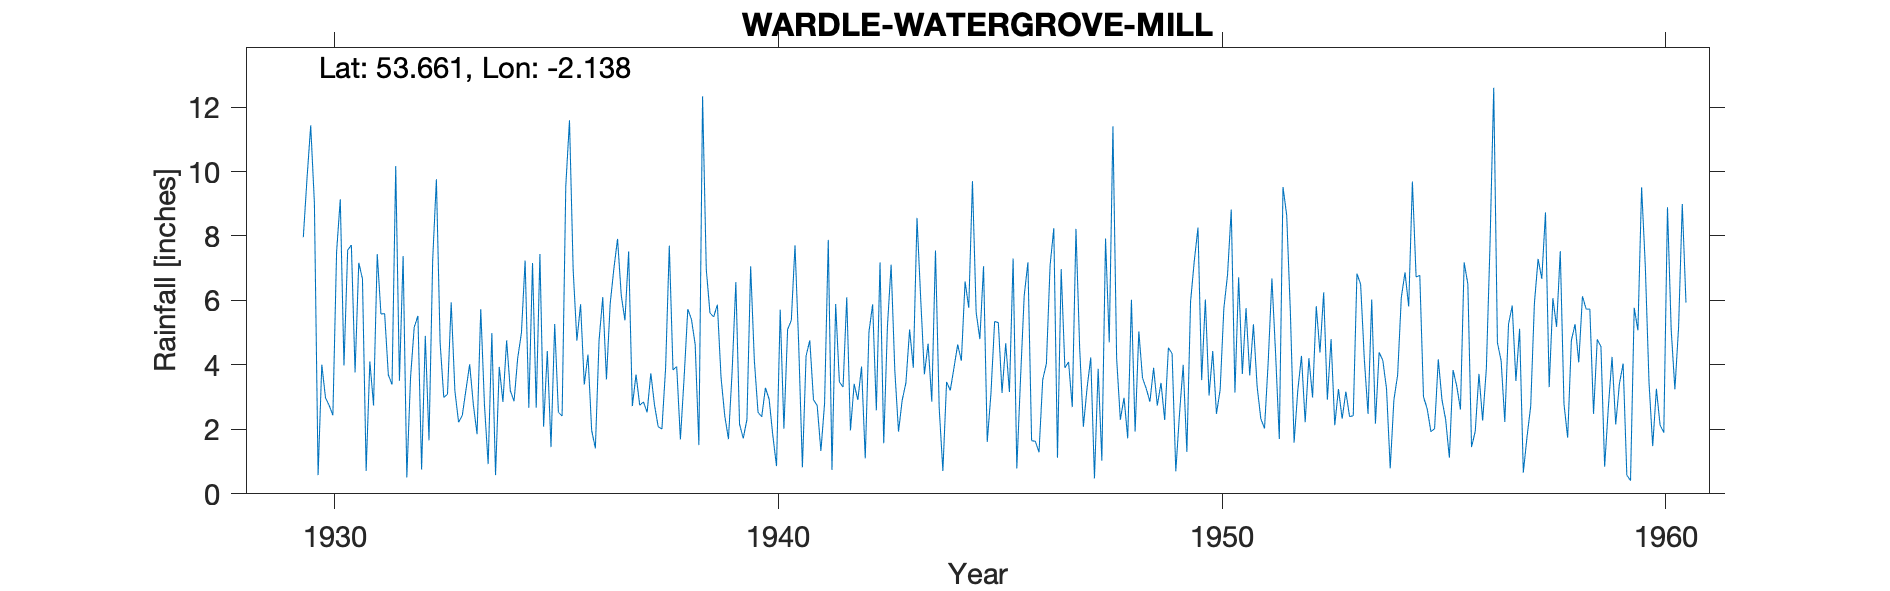 WARDLE-WATERGROVE-MILL
Lat: 53.661, Lon: -2.138
Rainfall [inches]
12
10
8
6
4
2
0
1930 1940 1950 1960
Year